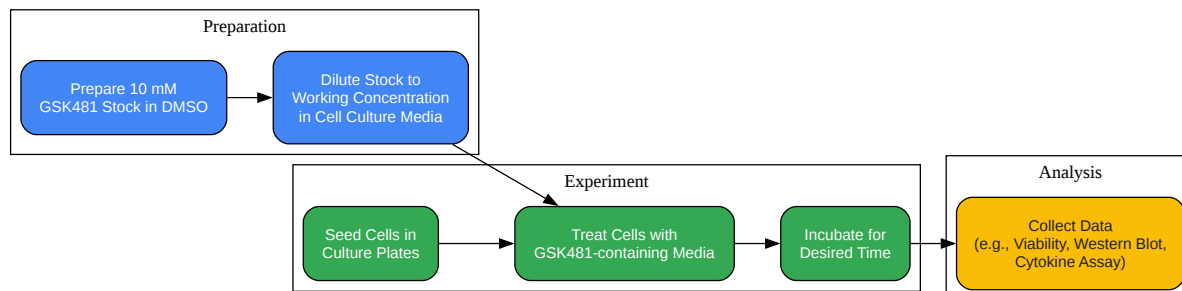 Preparation
Prepare 10 mM
GSK481 Stock in DMSO
Dilute Stock to
Working Concentration
in Cell Culture Media
Experiment
Seed Cells in
Culture Plates
Treat Cells with
GSK481-containing Media
Incubate for
Desired Time
Analysis
Collect Data
(e.g., Viability, Western Blot,
Cytokine Assay)